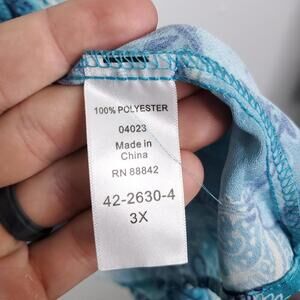 100% POLYESTER
04023
Made in
China
RN 88842
42-2630-4
3X